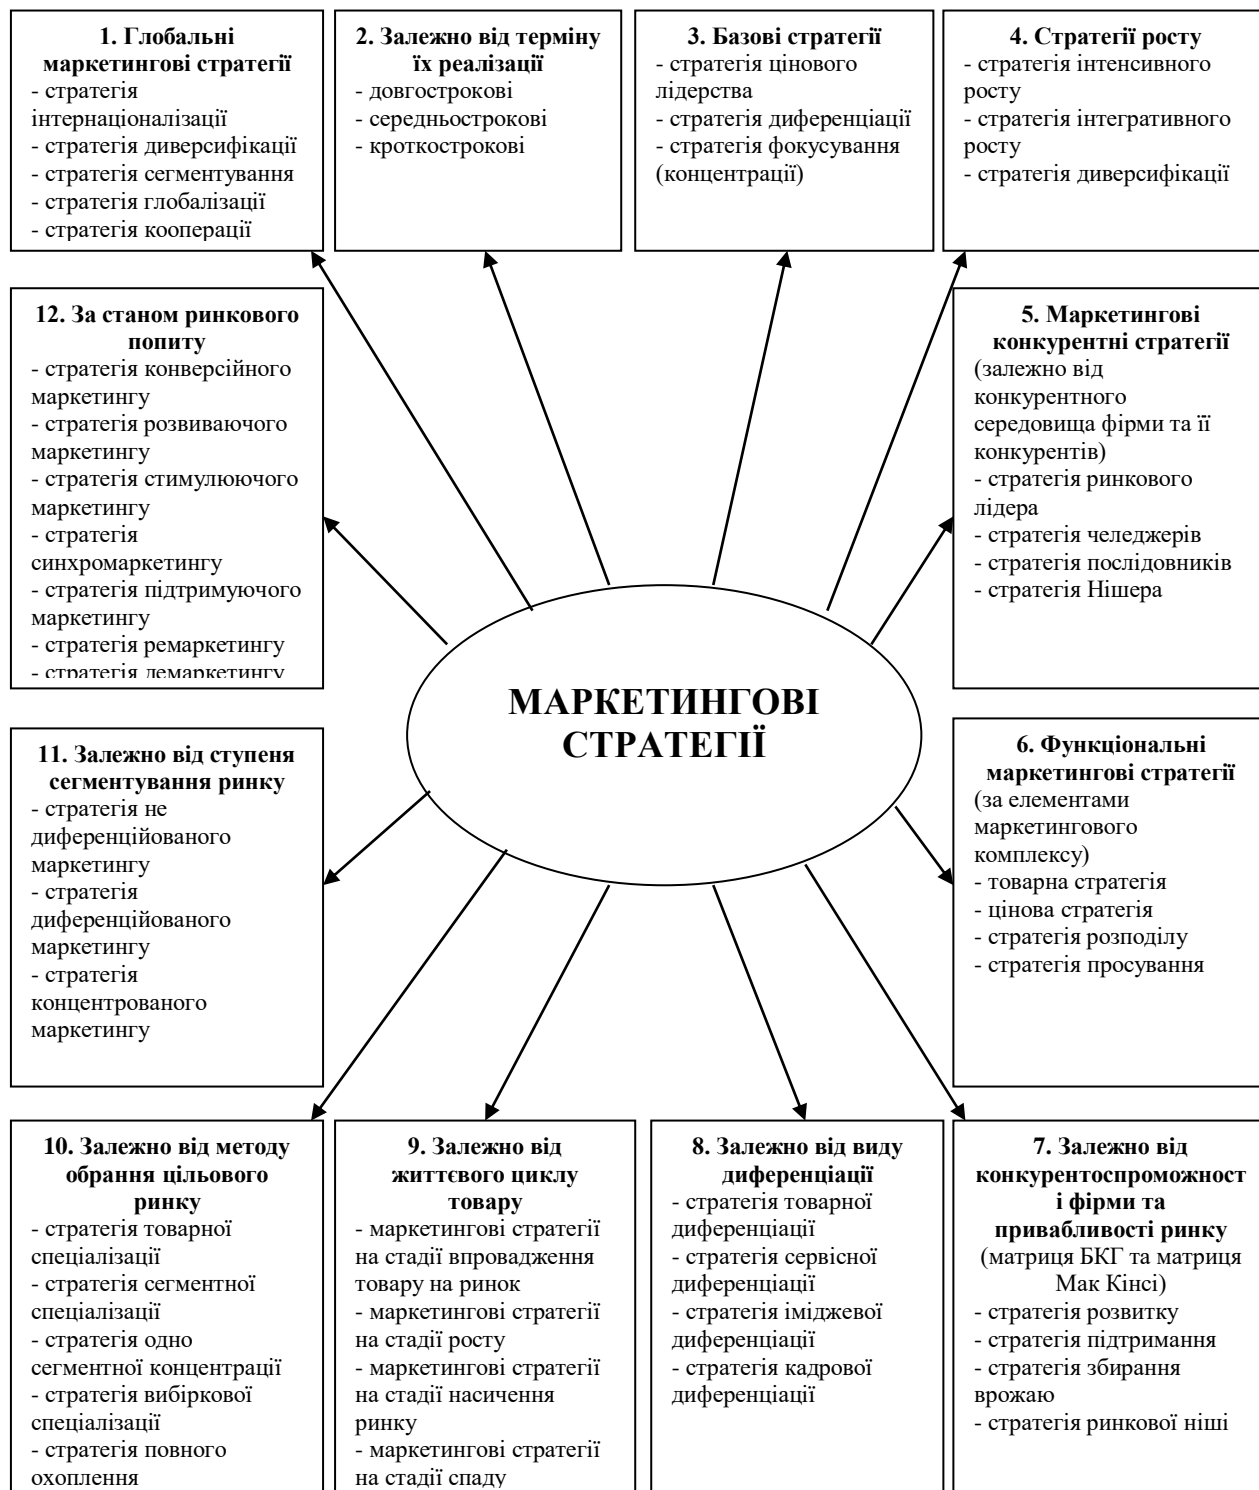 1. Глобальні
маркетингові стратегії
- стратегія
інтернаціоналізації
- стратегія диверсифікації
- стратегія сегментування
- стратегія глобалізації
- стратегія кооперації
2. Залежно від терміну
їх реалізації
- довгострокові
- середньострокові
- кроткострокові
3. Базові стратегії
- стратегія цінового
лідерства
- стратегія диференціації
- стратегія фокусування
(концентрації)
4. Стратегії росту
- стратегія інтенсивного
росту
- стратегія інтегративного
росту
- стратегія диверсифікації
12. За станом ринкового
попиту
- стратегія конверсійного
маркетингу
- стратегія розвиваючого
маркетингу
- стратегія стимулюючого
маркетингу
- стратегія
синхромаркетингу
- стратегія підтримуючого
маркетингу
- стратегія ремаркетингу
- стратегія демаркетингу
5. Маркетингові
конкурентні стратегії
(залежно від
конкурентного
середовища фірми та її
конкурентів)
- стратегія ринкового
лідера
- стратегія челеджерів
- стратегія послідовників
- стратегія Нішера
МАРКЕТИНГОВІ
СТРАТЕГІЇ
11. Залежно від ступеня
сегментування ринку
- стратегія не
диференційованого
маркетингу
- стратегія
диференційованого
маркетингу
- стратегія
концентрованого
маркетингу
6. Функціональні
маркетингові стратегії
(за елементами
маркетингового
комплексу)
- товарна стратегія
- цінова стратегія
- стратегія розподілу
- стратегія просування
10. Залежно від методу
обрання цільового
ринку
- стратегія товарної
спеціалізації
- стратегія сегментної
спеціалізації
- стратегія одно
сегментної концентрації
- стратегія вибіркової
спеціалізації
- стратегія повного
охоплення
9. Залежно від
життєвого циклу
товару
- маркетингові стратегії
на стадії впровадження
товару на ринок
- маркетингові стратегії
на стадії росту
- маркетингові стратегії
на стадії насичення
ринку
- маркетингові стратегії
на стадії спаду
8. Залежно від виду
диференціації
- стратегія товарної
диференціації
- стратегія сервісної
диференціації
- стратегія іміджевої
диференціації
- стратегія кадрової
диференціації
7. Залежно від
конкурентоспроможност
і фірми та
привабливості ринку
(матриця БКГ та матриця
Мак Кінсі)
- стратегія розвитку
- стратегія підтримання
- стратегія збирання
врожаю
- стратегія ринкової ніші